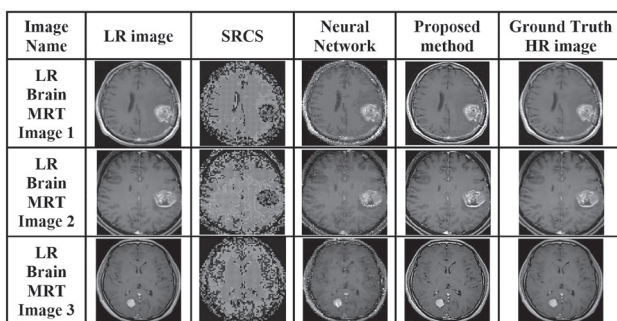 Image Name
LR image
SRCS
Neural Network
Proposed method
Ground Truth HR image
LR
Brain
MRT
Image 1
LR
Brain
MRT
Image 2
LR
Brain
MRT
Image 3